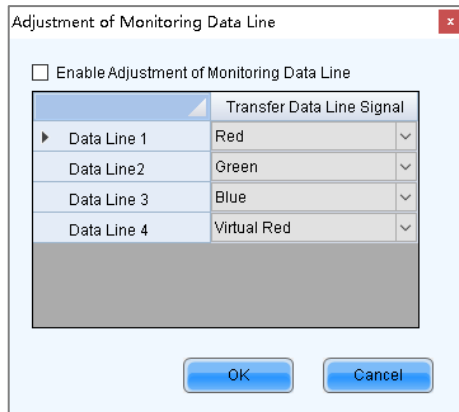 Adjustment of Monitoring Data Line
x
Enable Adjustment of Monitoring Data Line
Transfer Data Line Signal
Data Line 1 Red
Data Line2 Green
Data Line 3 Blue
Data Line 4 Virtual Red
OK Cancel